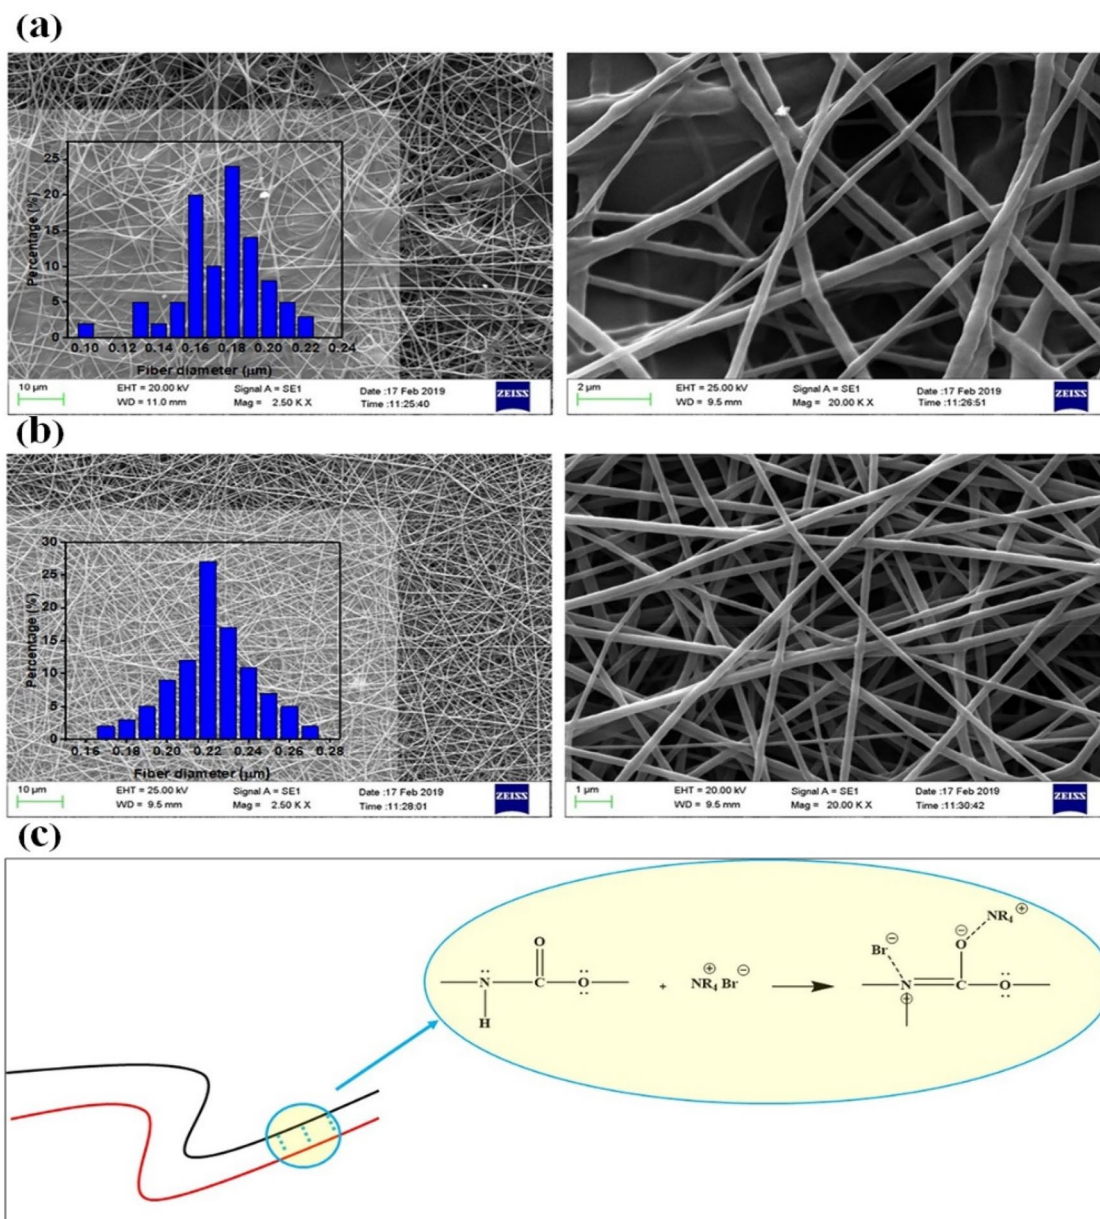 (a)
25
20
15
10
5
0
Percentage (%)
0.10 0.12 0.14 0.16 0.18 0.20 0.22 0.24
Fiber diameter (μm)
10 μm
EHT = 20.00 kV
WD = 11.0 mm
Signal A = SE1
Mag = 2.50 K X
Date :17 Feb 2019
Time :11:25:40
ZEISS
2 μm
EHT = 25.00 kV
WD = 9.5 mm
Signal A = SE1
Mag = 20.00 K X
Date :17 Feb 2019
Time :11:26:51
ZEISS
(b)
30
25
20
15
10
5
0
Percentage (%)
0.16 0.18 0.20 0.22 0.24 0.26 0.28
Fiber diameter (μm)
10 μm
EHT = 25.00 kV
WD = 9.5 mm
Signal A = SE1
Mag = 2.50 K X
Date :17 Feb 2019
Time :11:28:01
ZEISS
1 μm
EHT = 20.00 kV
WD = 9.5 mm
Signal A = SE1
Mag = 20.00 K X
Date :17 Feb 2019
Time :11:30:42
ZEISS
(c)
O
N C O
H
+
NR4⊕ Br⊖
Br⊖
O⊖
NR4⊕
N⊕ C O